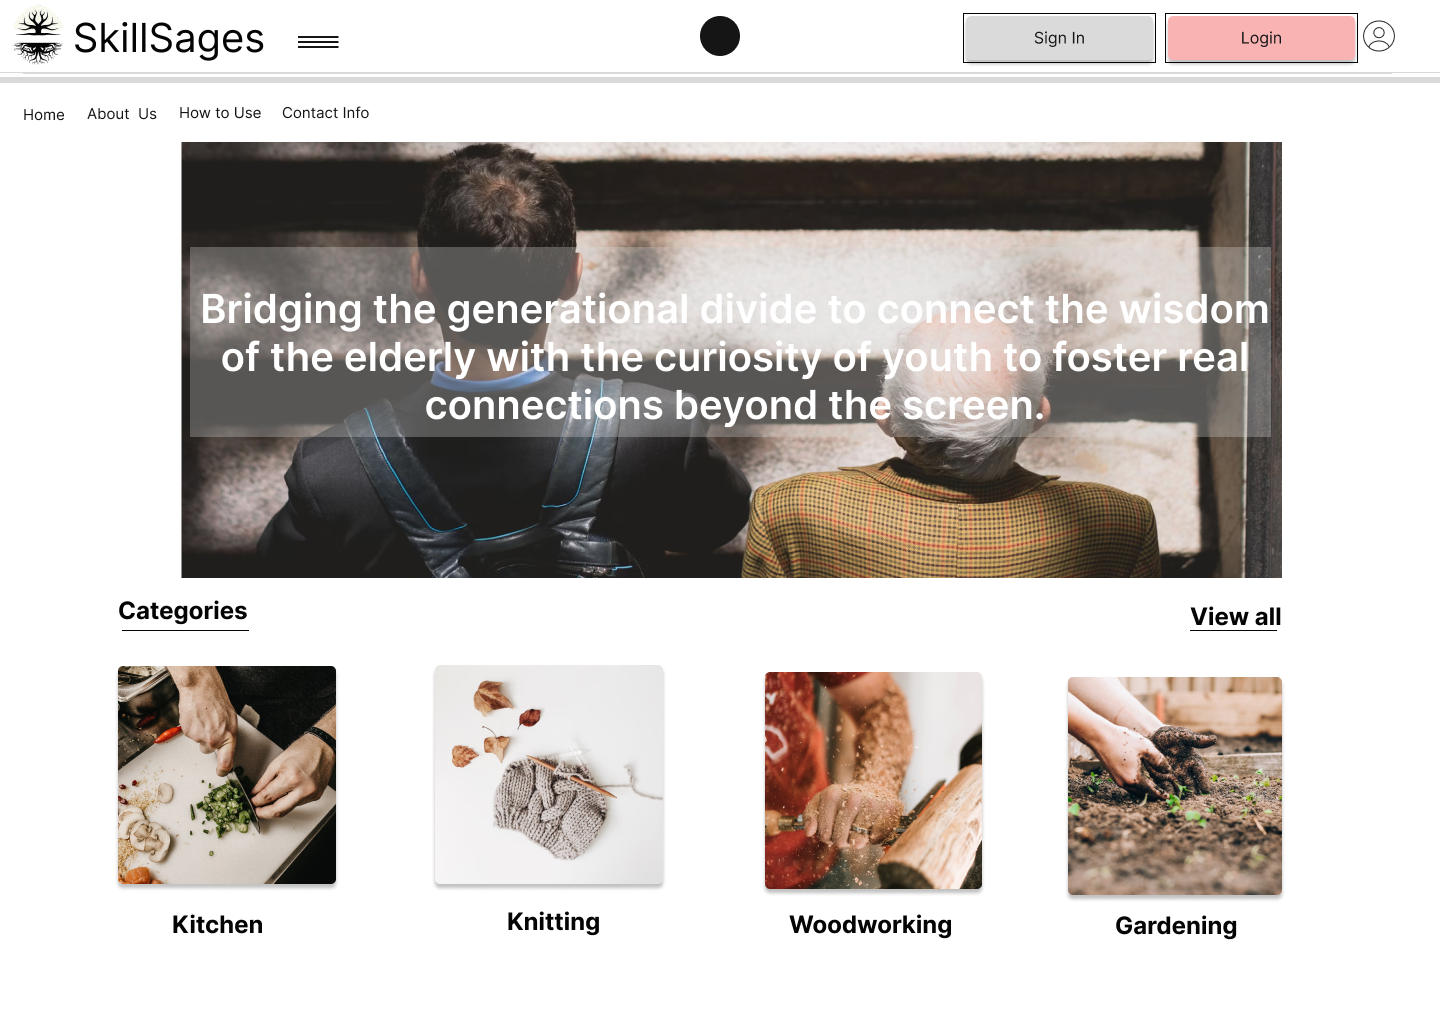 SkillSages
Sign In
Login
Home
About Us
How to Use
Contact Info
Bridging the generational divide to connect the wisdom
of the elderly with the curiosity of youth to foster real
connections beyond the screen.
Categories
View all
Kitchen
Knitting
Woodworking
Gardening